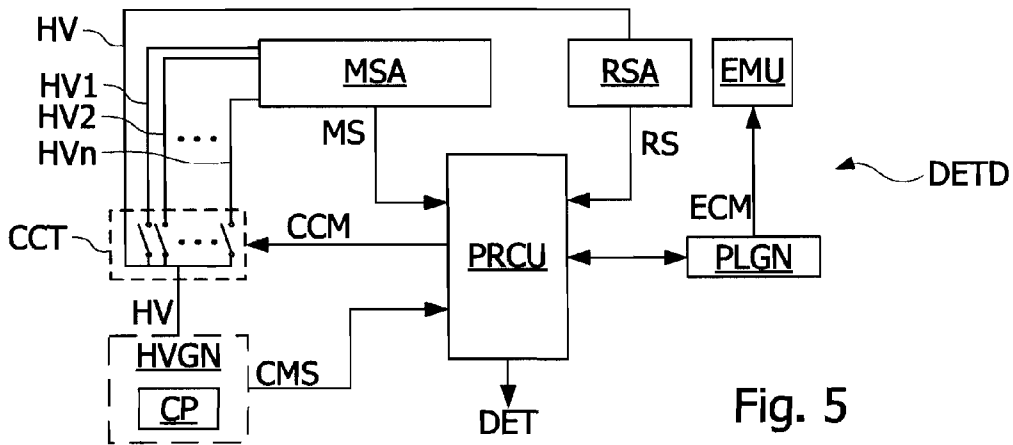 HV
MSA
RSA
EMU
HV1
HV2
HVn
MS
RS
DETD
ECM
CCT
CCM
PRCU
PLGN
HV
HVGN
CMS
CP
DET
Fig. 5